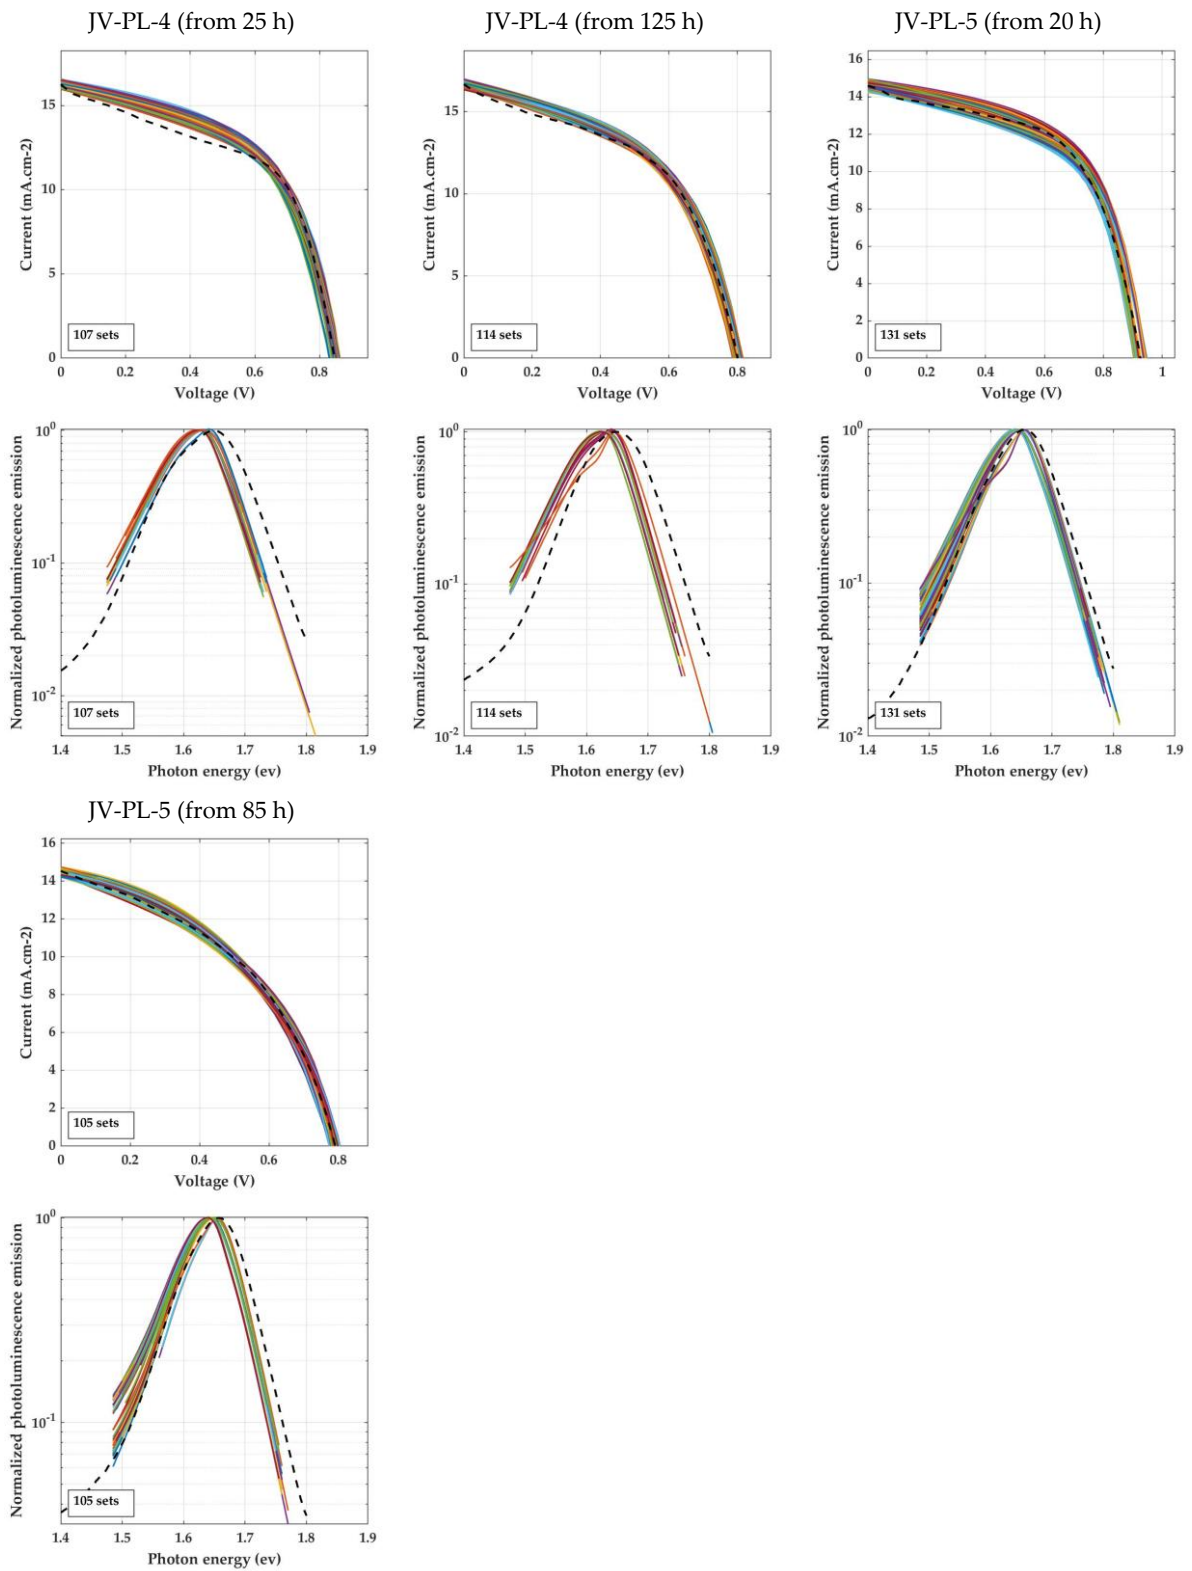 JV-PL-4 (from 25 h)
JV-PL-4 (from 125 h)
JV-PL-5 (from 20 h)
Current (mA.cm-2)
15
10
5
0
107 sets
0 0.2 0.4 0.6 0.8
Voltage (V)
Current (mA.cm-2)
15
10
5
0
114 sets
0 0.2 0.4 0.6 0.8
Voltage (V)
Current (mA.cm-2)
16
14
12
10
8
6
4
2
0
131 sets
0 0.2 0.4 0.6 0.8 1
Voltage (V)
Normalized photoluminescence emission
10^0
10^-1
10^-2
107 sets
1.4 1.5 1.6 1.7 1.8 1.9
Photon energy (ev)
Normalized photoluminescence emission
10^0
10^-1
10^-2
114 sets
1.4 1.5 1.6 1.7 1.8 1.9
Photon energy (ev)
Normalized photoluminescence emission
10^0
10^-1
10^-2
131 sets
1.4 1.5 1.6 1.7 1.8 1.9
Photon energy (ev)
JV-PL-5 (from 85 h)
Current (mA.cm-2)
16
14
12
10
8
6
4
2
0
105 sets
0 0.2 0.4 0.6 0.8
Voltage (V)
Normalized photoluminescence emission
10^0
10^-1
105 sets
1.4 1.5 1.6 1.7 1.8 1.9
Photon energy (ev)